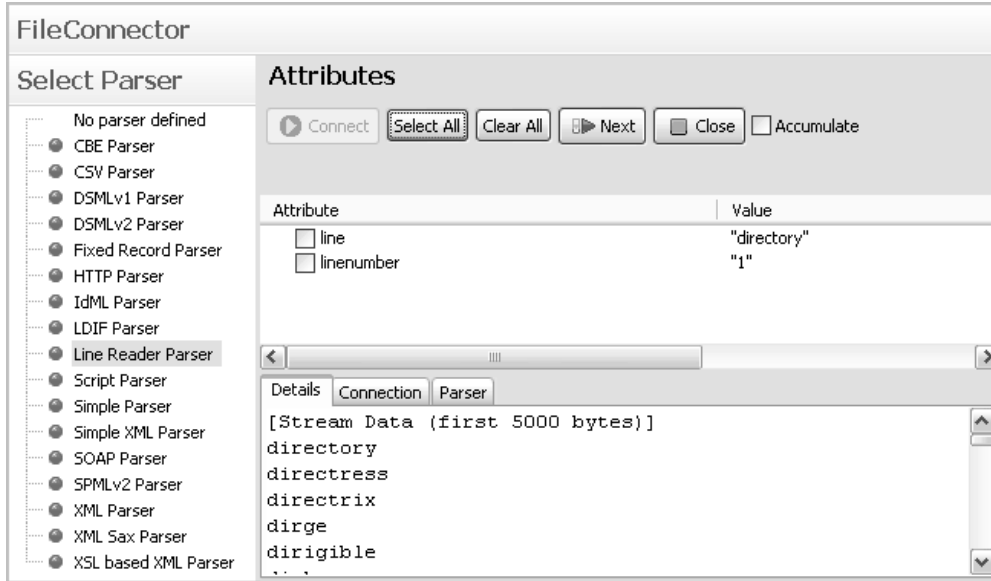 FileConnector
Select Parser
No parser defined
CBE Parser
CSV Parser
DSMLv1 Parser
DSMLv2 Parser
Fixed Record Parser
HTTP Parser
IdML Parser
LDIF Parser
Line Reader Parser
Script Parser
Simple Parser
Simple XML Parser
SOAP Parser
SPMLv2 Parser
XML Parser
XML Sax Parser
XSL based XML Parser
Attributes
Connect Select All Clear All Next Close Accumulate
Attribute Value
line "directory"
linenumber "1"
Details Connection Parser
[Stream Data (first 5000 bytes)]
directory
directress
directrix
dirge
dirigible